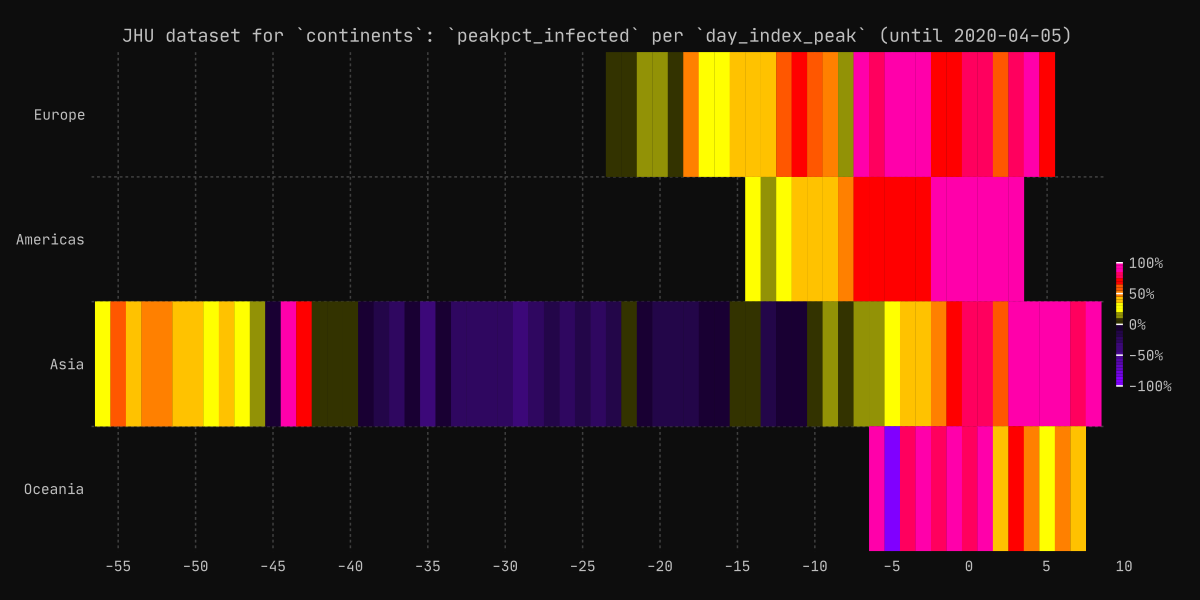 JHU dataset for `continents`: `peakpct_infected` per `day_index_peak` (until 2020-04-05)
Europe
Americas
Asia
Oceania
100%
50%
0%
-50%
-100%
-55 -50 -45 -40 -35 -30 -25 -20 -15 -10 -5 0 5 10